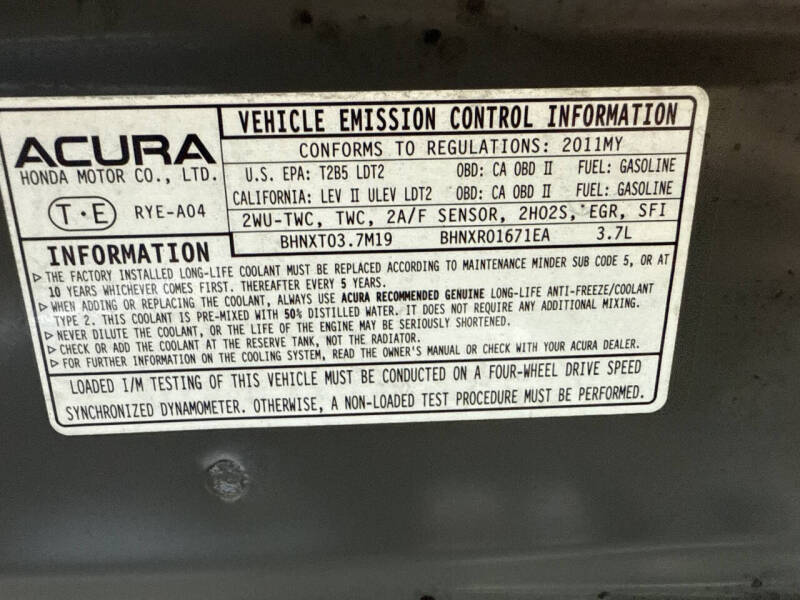 ACURA
HONDA MOTOR CO., LTD.
T·E RYE-A04
VEHICLE EMISSION CONTROL INFORMATION
CONFORMS TO REGULATIONS: 2011MY
U.S. EPA: T2B5 LDT2 OBD: CA OBD II FUEL: GASOLINE
CALIFORNIA: LEV II ULEV LDT2 OBD: CA OBD II FUEL: GASOLINE
2WU-TWC, TWC, 2A/F SENSOR, 2HO2S, EGR, SFI
BHNXT03.7M19 BHNXR01671EA 3.7L
INFORMATION
▷ THE FACTORY INSTALLED LONG-LIFE COOLANT MUST BE REPLACED ACCORDING TO MAINTENANCE MINDER SUB CODE 5, OR AT
10 YEARS WHICHEVER COMES FIRST. THEREAFTER EVERY 5 YEARS.
▷ WHEN ADDING OR REPLACING THE COOLANT, ALWAYS USE ACURA RECOMMENDED GENUINE LONG-LIFE ANTI-FREEZE/COOLANT
TYPE 2. THIS COOLANT IS PRE-MIXED WITH 50% DISTILLED WATER. IT DOES NOT REQUIRE ANY ADDITIONAL MIXING.
▷ NEVER DILUTE THE COOLANT, OR THE LIFE OF THE ENGINE MAY BE SERIOUSLY SHORTENED.
▷ CHECK OR ADD THE COOLANT AT THE RESERVE TANK, NOT THE RADIATOR.
▷ FOR FURTHER INFORMATION ON THE COOLING SYSTEM, READ THE OWNER'S MANUAL OR CHECK WITH YOUR ACURA DEALER.
LOADED I/M TESTING OF THIS VEHICLE MUST BE CONDUCTED ON A FOUR-WHEEL DRIVE SPEED
SYNCHRONIZED DYNAMOMETER. OTHERWISE, A NON-LOADED TEST PROCEDURE MUST BE PERFORMED.